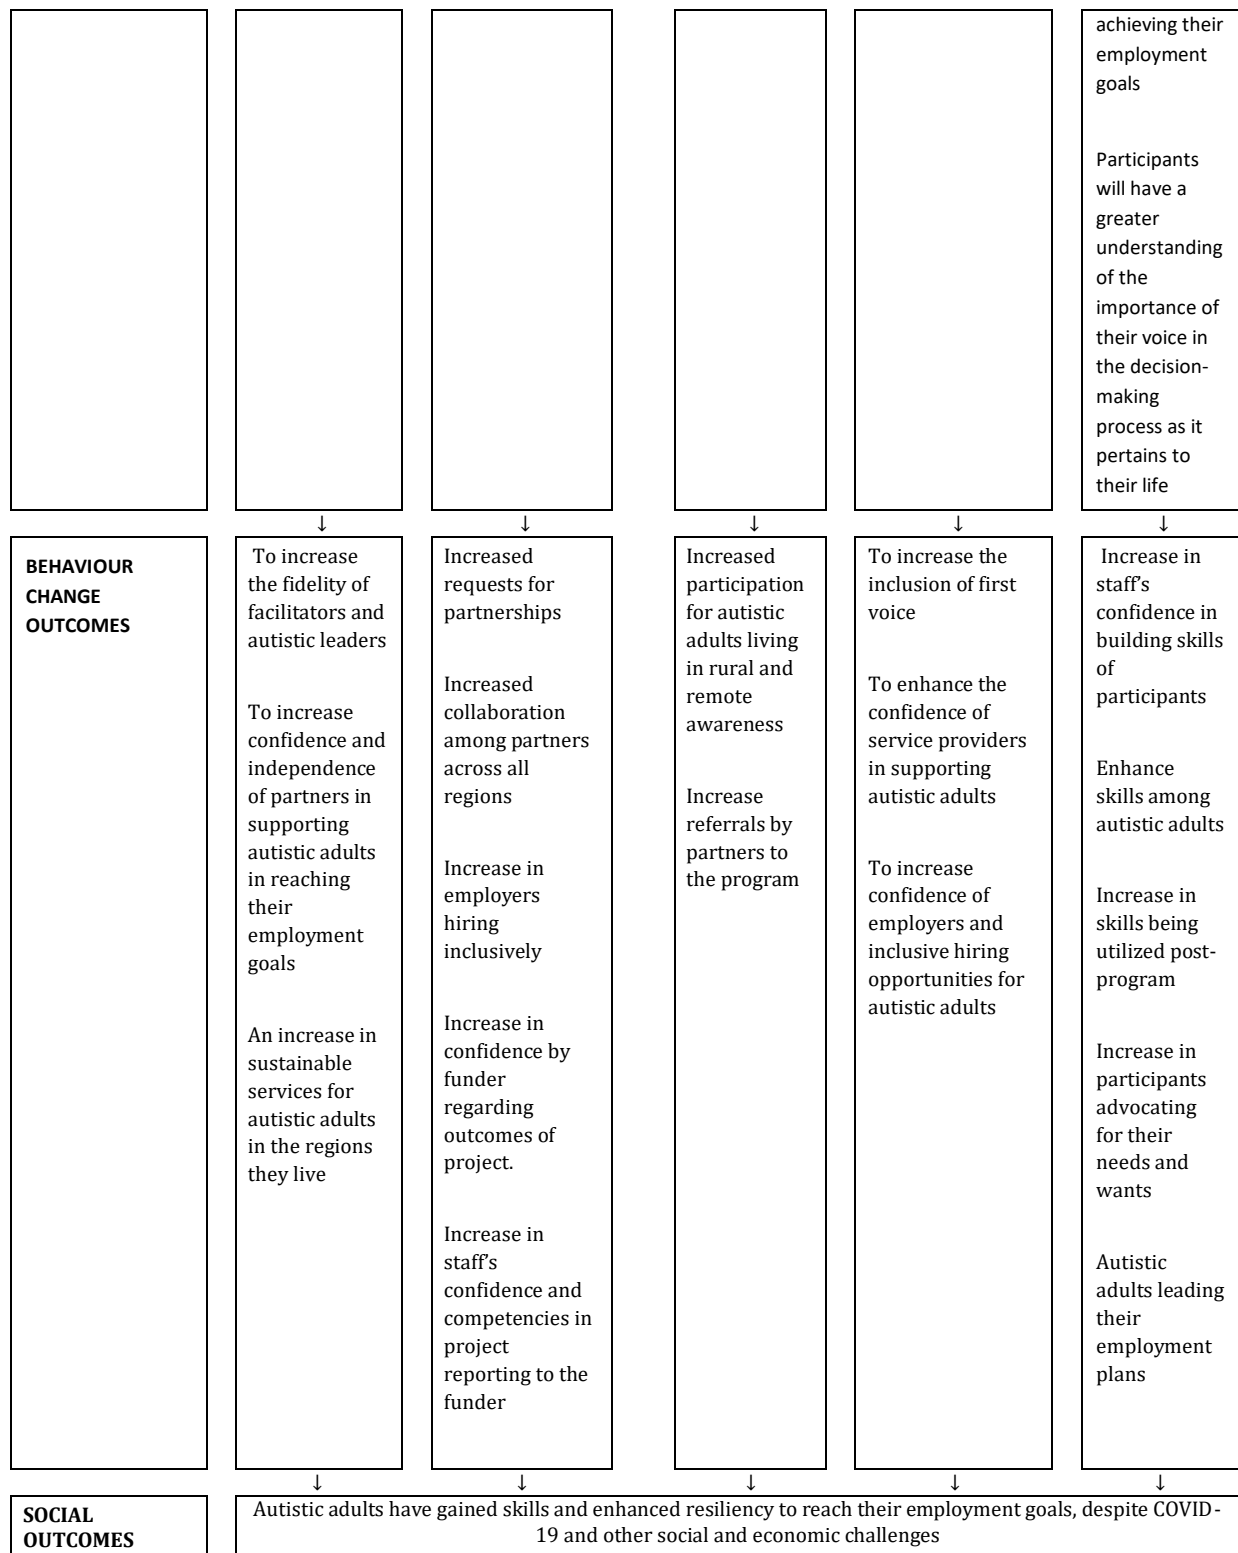 achieving their
employment
goals
Participants
will have a
greater
understanding
of the
importance of
their voice in
the decision-
making
process as it
pertains to
their life
↓ ↓ ↓ ↓ ↓
BEHAVIOUR
CHANGE
OUTCOMES
To increase
the fidelity of
facilitators and
autistic leaders
To increase
confidence and
independence
of partners in
supporting
autistic adults
in reaching
their
employment
goals
An increase in
sustainable
services for
autistic adults
in the regions
they live
Increased
requests for
partnerships
Increased
collaboration
among partners
across all
regions
Increase in
employers
hiring
inclusively
Increase in
confidence by
funder
regarding
outcomes of
project.
Increase in
staff’s
confidence and
competencies in
project
reporting to the
funder
Increased
participation
for autistic
adults living
in rural and
remote
awareness
Increase
referrals by
partners to
the program
To increase the
inclusion of first
voice
To enhance the
confidence of
service providers
in supporting
autistic adults
To increase
confidence of
employers and
inclusive hiring
opportunities for
autistic adults
Increase in
staff’s
confidence in
building skills
of
participants
Enhance
skills among
autistic adults
Increase in
skills being
utilized post-
program
Increase in
participants
advocating
for their
needs and
wants
Autistic
adults leading
their
employment
plans
↓ ↓ ↓ ↓ ↓
SOCIAL
OUTCOMES
Autistic adults have gained skills and enhanced resiliency to reach their employment goals, despite COVID-
19 and other social and economic challenges